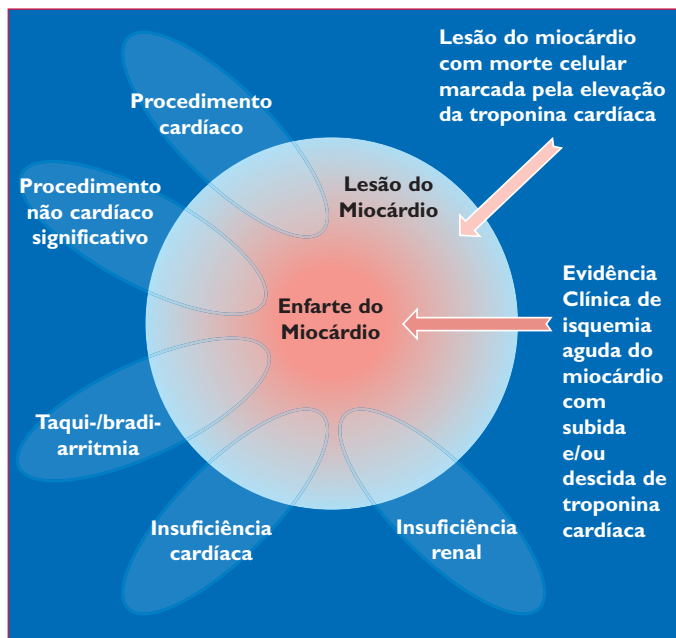 Lesão do miocárdio
com morte celular
marcada pela elevação
da troponina cardíaca
Procedimento
cardíaco
Procedimento
não cardíaco
significativo
Lesão do
Miocárdio
Enfarte do
Miocárdio
Evidência
Clínica de
isquemia
aguda do
miocárdio
com
subida
e/ou
descida de
troponina
cardíaca
Taqui-/bradi-
arritmia
Insuficiência
cardíaca
Insuficiência
renal